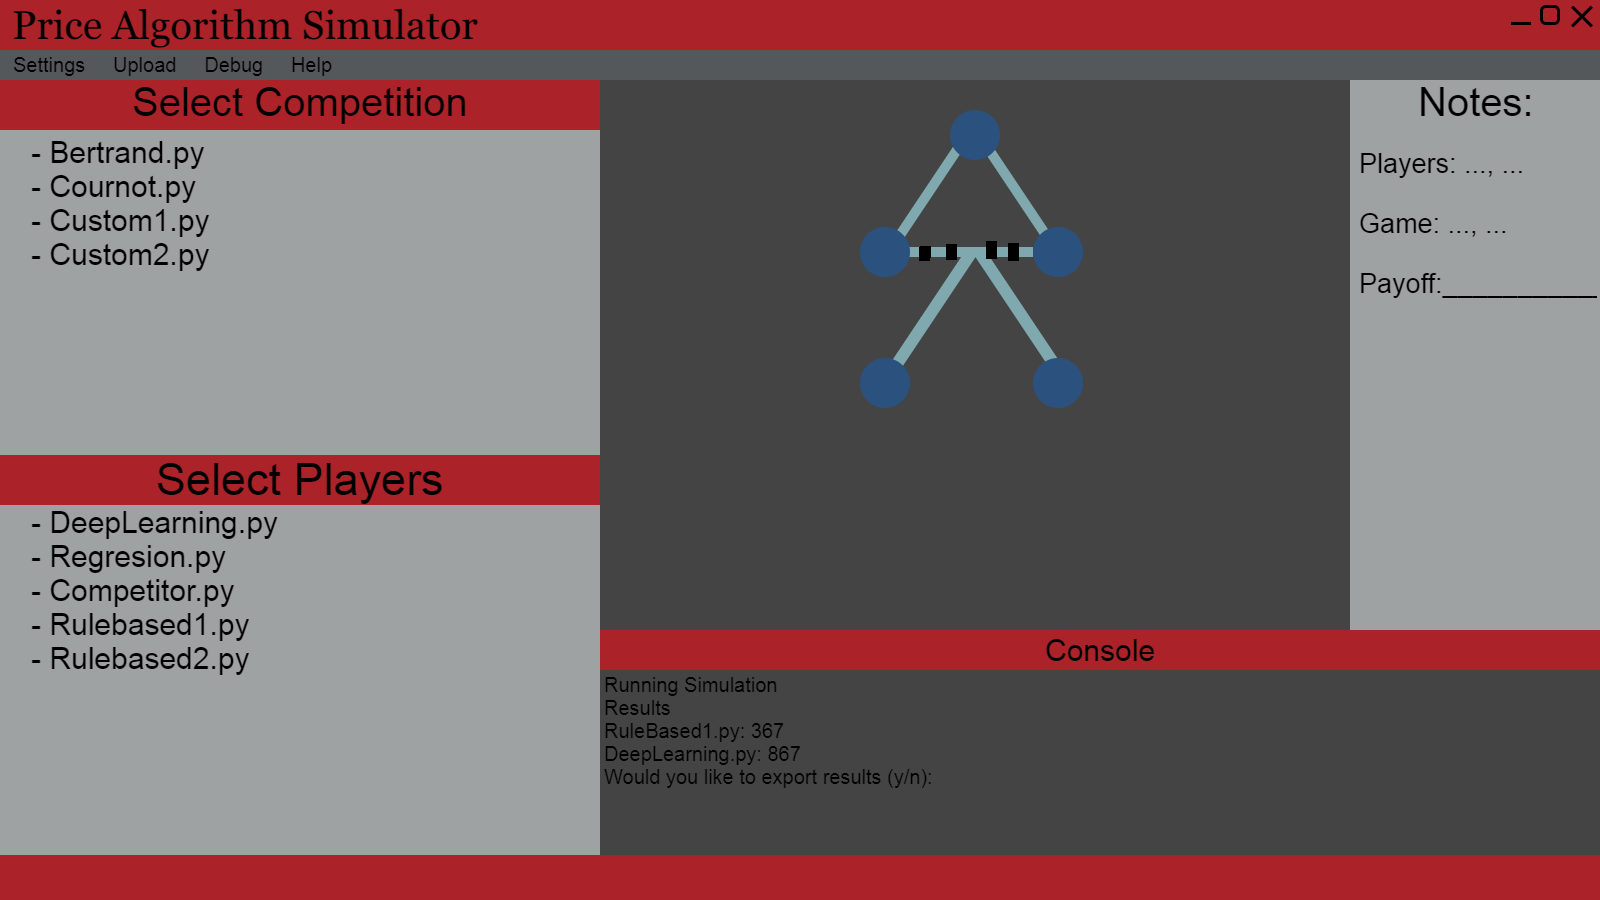 Price Algorithm Simulator
Settings Upload Debug Help
Select Competition
- Bertrand.py
- Cournot.py
- Custom1.py
- Custom2.py
Select Players
- DeepLearning.py
- Regresion.py
- Competitor.py
- Rulebased1.py
- Rulebased2.py
Notes:
Players: ..., ...
Game: ..., ...
Payoff:__________
Console
Running Simulation
Results
RuleBased1.py: 367
DeepLearning.py: 867
Would you like to export results (y/n):